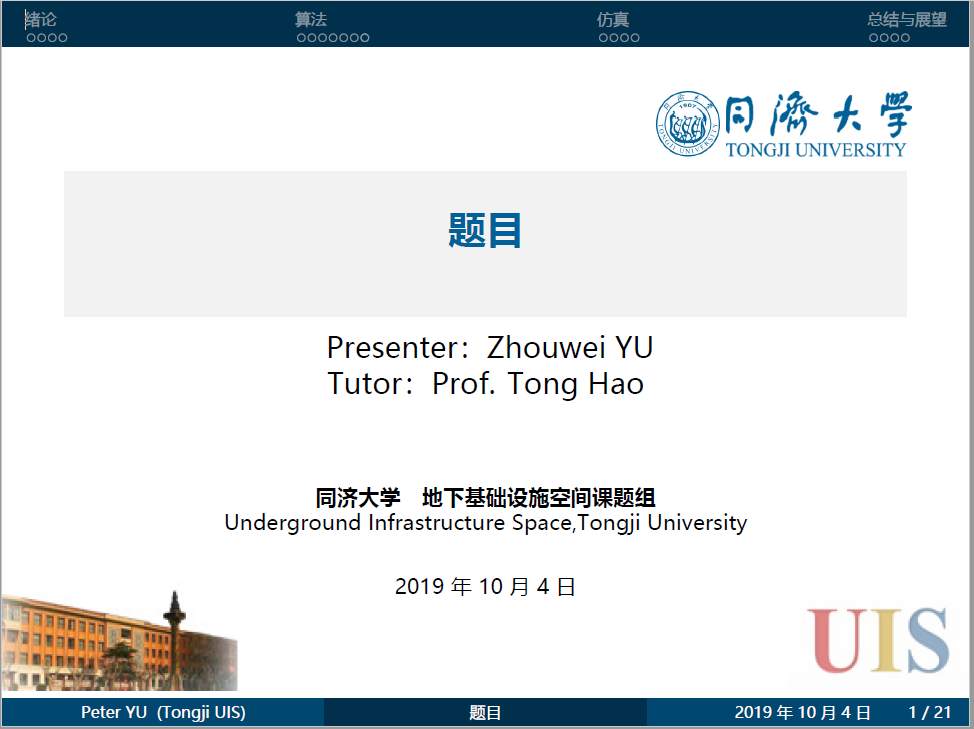 绪论
算法
仿真
总结与展望
1907
同濟大學
TONGJI UNIVERSITY
题目
Presenter：Zhouwei YU
Tutor：Prof. Tong Hao
同济大学　地下基础设施空间课题组
Underground Infrastructure Space,Tongji University
2019 年 10 月 4 日
UIS
Peter YU (Tongji UIS)
题目
2019 年 10 月 4 日
1 / 21